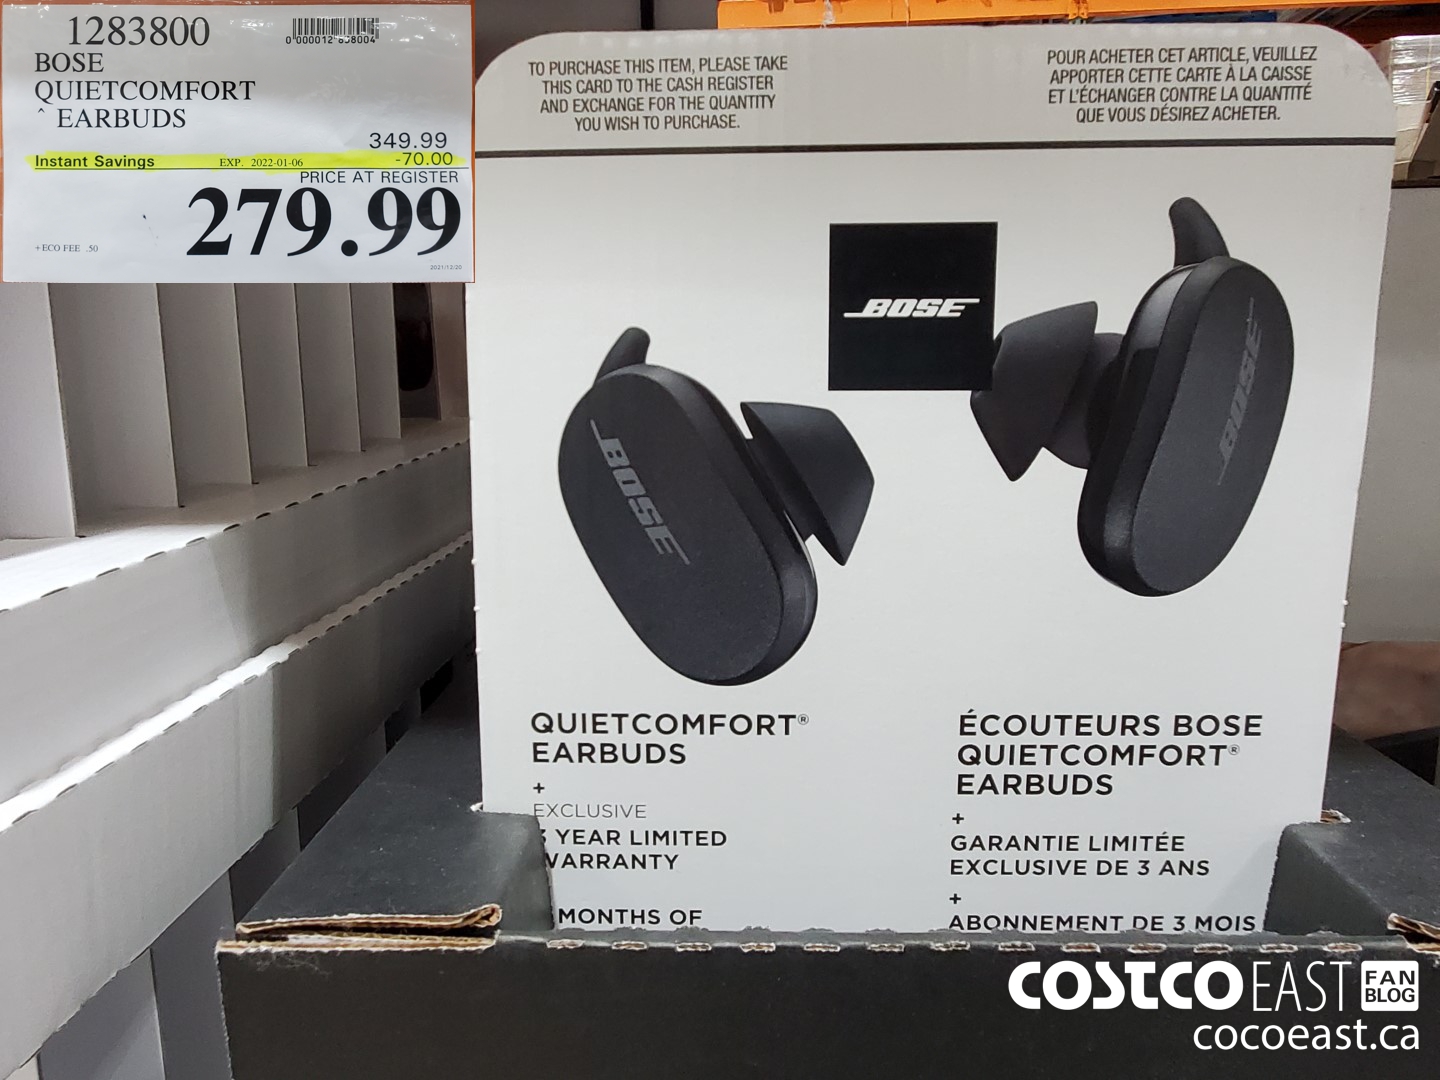 1283800
BOSE
QUIETCOMFORT
^ EARBUDS
349.99
Instant Savings EXP. 2022-01-06 -70.00
PRICE AT REGISTER
279.99
+ECO FEE .50
2021/12/20
TO PURCHASE THIS ITEM, PLEASE TAKE
THIS CARD TO THE CASH REGISTER
AND EXCHANGE FOR THE QUANTITY
YOU WISH TO PURCHASE.
POUR ACHETER CET ARTICLE, VEUILLEZ
APPORTER CETTE CARTE À LA CAISSE
ET L'ÉCHANGER CONTRE LA QUANTITÉ
QUE VOUS DÉSIREZ ACHETER.
BOSE
BOSE
BOSE
QUIETCOMFORT®
EARBUDS
+
EXCLUSIVE
3 YEAR LIMITED
WARRANTY
MONTHS OF
ÉCOUTEURS BOSE
QUIETCOMFORT®
EARBUDS
+
GARANTIE LIMITÉE
EXCLUSIVE DE 3 ANS
+
ABONNEMENT DE 3 MOIS
COSTCO EAST FAN
BLOG
cocoeast.ca